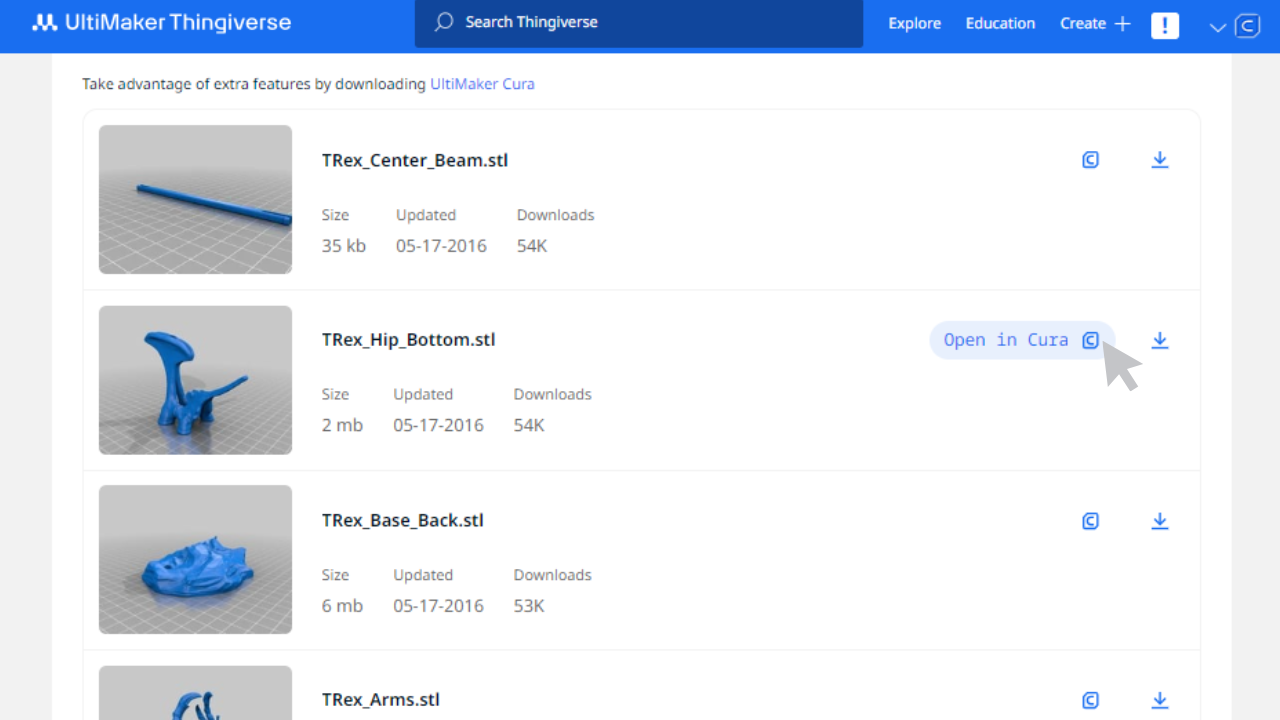 UltiMaker Thingiverse
Search Thingiverse
Explore Education Create
!
Take advantage of extra features by downloading UltiMaker Cura
TRex_Center_Beam.stl
Size Updated Downloads
35 kb 05-17-2016 54K
TRex_Hip_Bottom.stl
Open in Cura
Size Updated Downloads
2 mb 05-17-2016 54K
TRex_Base_Back.stl
Size Updated Downloads
6 mb 05-17-2016 53K
TRex_Arms.stl